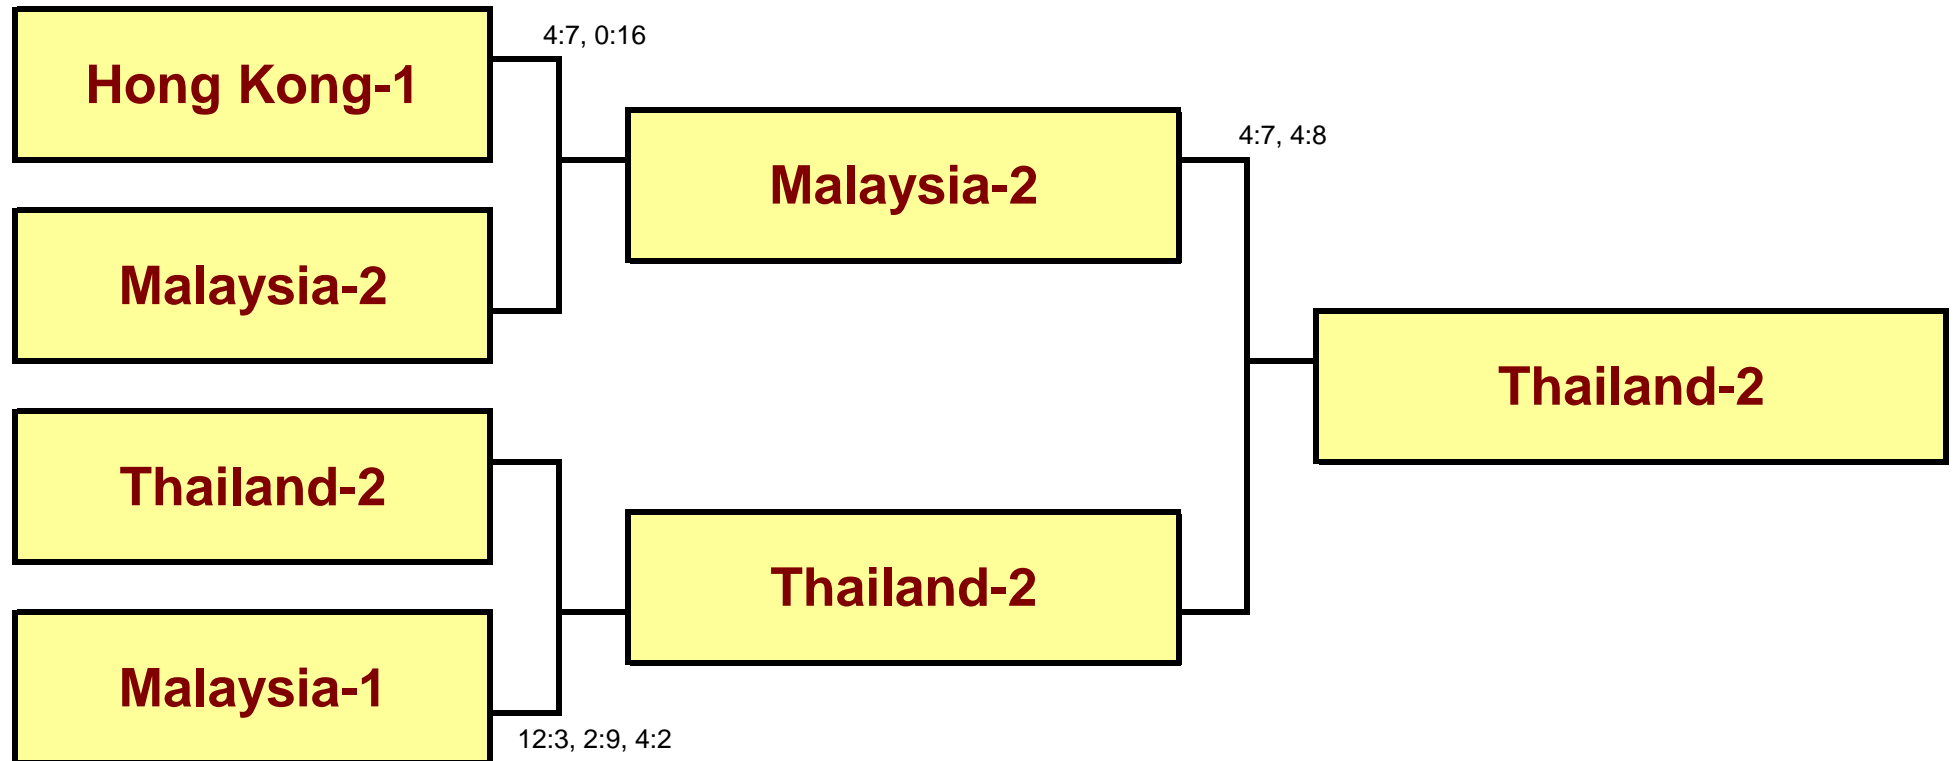 Hong Kong-1
4:7, 0:16
Malaysia-2
Thailand-2
Malaysia-1
12:3, 2:9, 4:2
Malaysia-2
4:7, 4:8
Thailand-2
Thailand-2